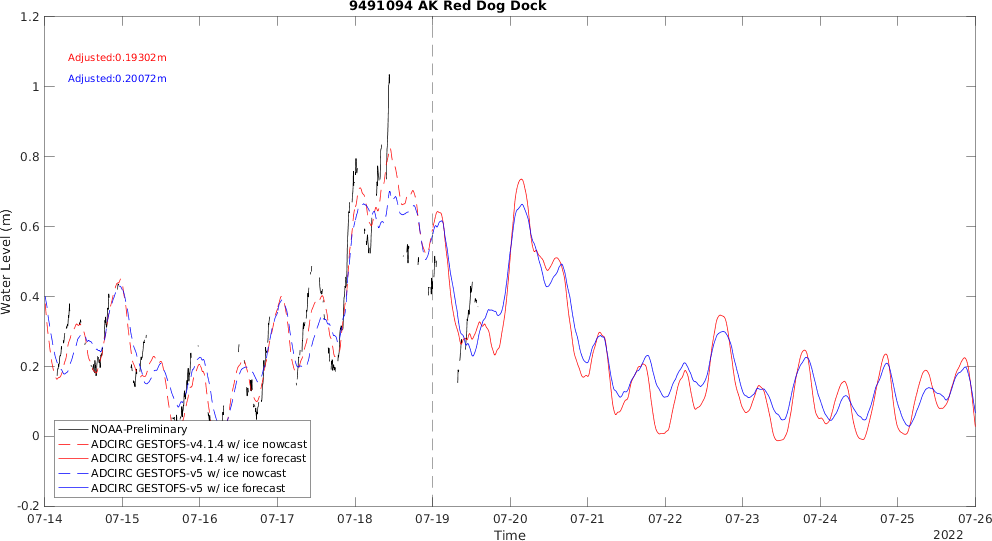 9491094 AK Red Dog Dock
1.2
Adjusted:0.19302m
Adjusted:0.20072m
1
0.8
0.6
Water Level (m)
0.4
0.2
0
-0.2
NOAA-Preliminary
ADCIRC GESTOFS-v4.1.4 w/ ice nowcast
ADCIRC GESTOFS-v4.1.4 w/ ice forecast
ADCIRC GESTOFS-v5 w/ ice nowcast
ADCIRC GESTOFS-v5 w/ ice forecast
07-14 07-15 07-16 07-17 07-18 07-19 07-20 07-21 07-22 07-23 07-24 07-25 07-26
Time
2022